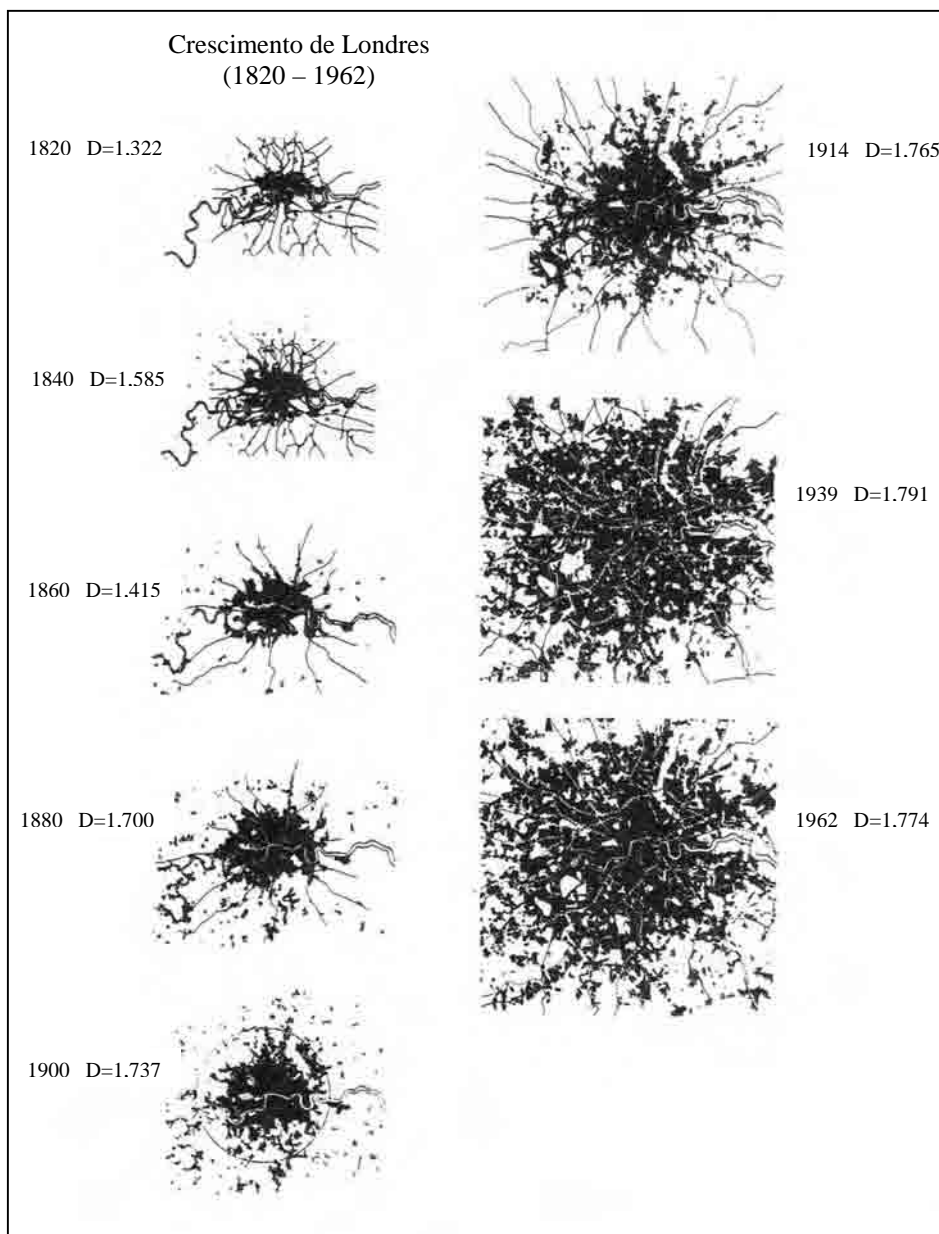 Crescimento de Londres
(1820 – 1962)
1820 D=1.322
1840 D=1.585
1860 D=1.415
1880 D=1.700
1900 D=1.737
1914 D=1.765
1939 D=1.791
1962 D=1.774